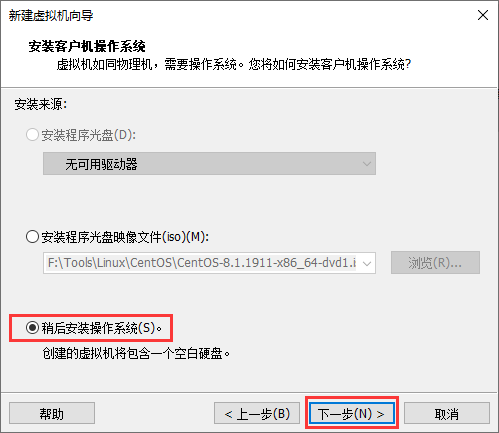 新建虚拟机向导
安装客户机操作系统
虚拟机如同物理机，需要操作系统。您将如何安装客户机操作系统?
安装来源:
安装程序光盘(D):
无可用驱动器
安装程序光盘映像文件(iso)(M):
F:\Tools\Linux\CentOS\CentOS-8.1.1911-x86_64-dvd1.i
浏览(R)...
稍后安装操作系统(S)。
创建的虚拟机将包含一个空白硬盘。
帮助
< 上一步(B)
下一步(N) >
取消